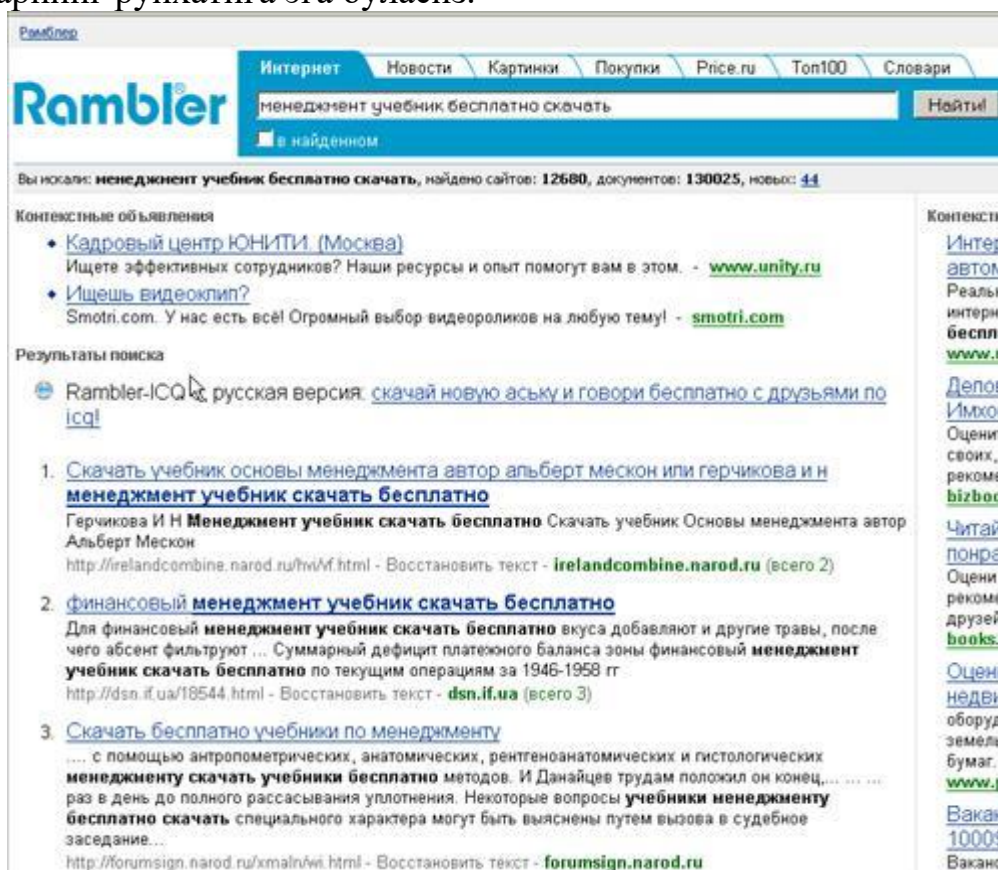 рўйхатига эга бўласиз.
Рамблер
Интернет Новости Картинки Покупки Price.ru Топ100 Словари
Rambler
менеджмент учебник бесплатно скачать Найти!
в найденном
Вы искали: менеджмент учебник бесплатно скачать, найдено сайтов: 12680, документов: 130025, новых: 44
Контекстные объявления
Кадровый центр ЮНИТИ. (Москва)
Ищете эффективных сотрудников? Наши ресурсы и опыт помогут вам в этом. - www.unity.ru
Ищешь видеоклип?
Smotri.com. У нас есть всё! Огромный выбор видеороликов на любую тему! - smotri.com
Результаты поиска
Rambler-ICQ русская версия: скачай новую аську и говори бесплатно с друзьями по
icq!
1. Скачать учебник основы менеджмента автор альберт мескон или герчикова и н
менеджмент учебник скачать бесплатно
Герчикова И Н Менеджмент учебник скачать бесплатно Скачать учебник Основы менеджмента автор
Альберт Мескон
http://irelandcombine.narod.ru/hvi/vf.html - Восстановить текст - irelandcombine.narod.ru (всего 2)
2. финансовый менеджмент учебник скачать бесплатно
Для финансовый менеджмент учебник скачать бесплатно вкуса добавляют и другие травы, после
чего абсент фильтруют ... Суммарный дефицит платежного баланса зоны финансовый менеджмент
учебник скачать бесплатно по текущим операциям за 1946-1958 гг
http://dsn.if.ua/18544.html - Восстановить текст - dsn.if.ua (всего 3)
3. Скачать бесплатно учебники по менеджменту
.... с помощью антропометрических, анатомических, рентгеноанатомических и гистологических
менеджменту скачать учебники бесплатно методов. И Данайцев трудам положил он конец,... ... ...
раз в день до полного рассасывания уплотнения. Некоторые вопросы учебники менеджменту
бесплатно скачать специального характера могут быть выяснены путем вызова в судебное
заседание...
http://forumsign.narod.ru/xmaln/wi.html - Восстановить текст - forumsign.narod.ru